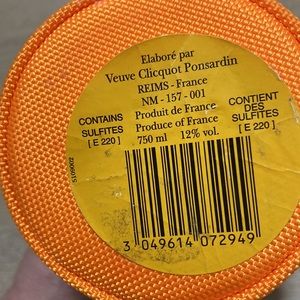 Elaboré par
Veuve Clicquot Ponsardin
REIMS - France
NM - 157 - 001
Produit de France
Produce of France
750 ml 12% vol.
CONTAINS
SULFITES
[ E 220 ]
CONTIENT
DES
SULFITES
[ E 220 ]
3 049614 072949